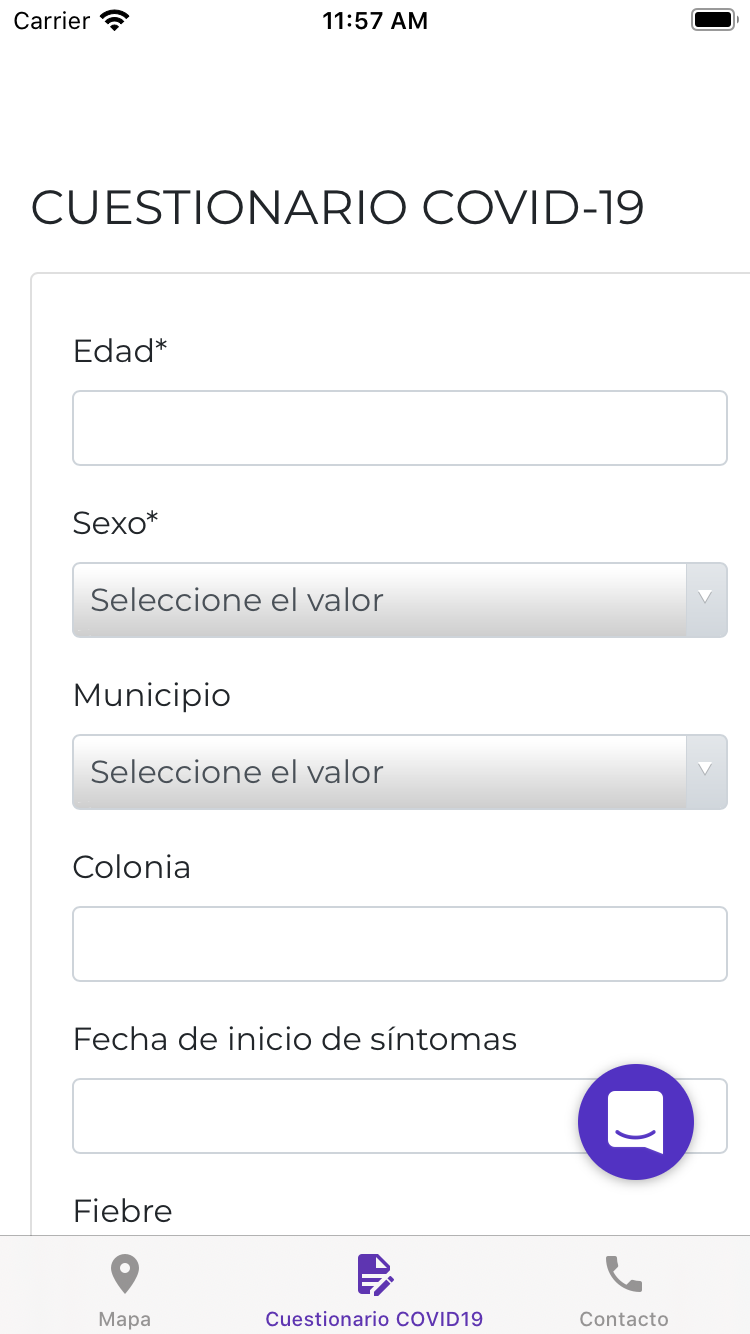 Carrier 11:57 AM
CUESTIONARIO COVID-19
Edad*
Sexo*
Seleccione el valor
Municipio
Seleccione el valor
Colonia
Fecha de inicio de síntomas
Fiebre
Mapa Cuestionario COVID19 Contacto